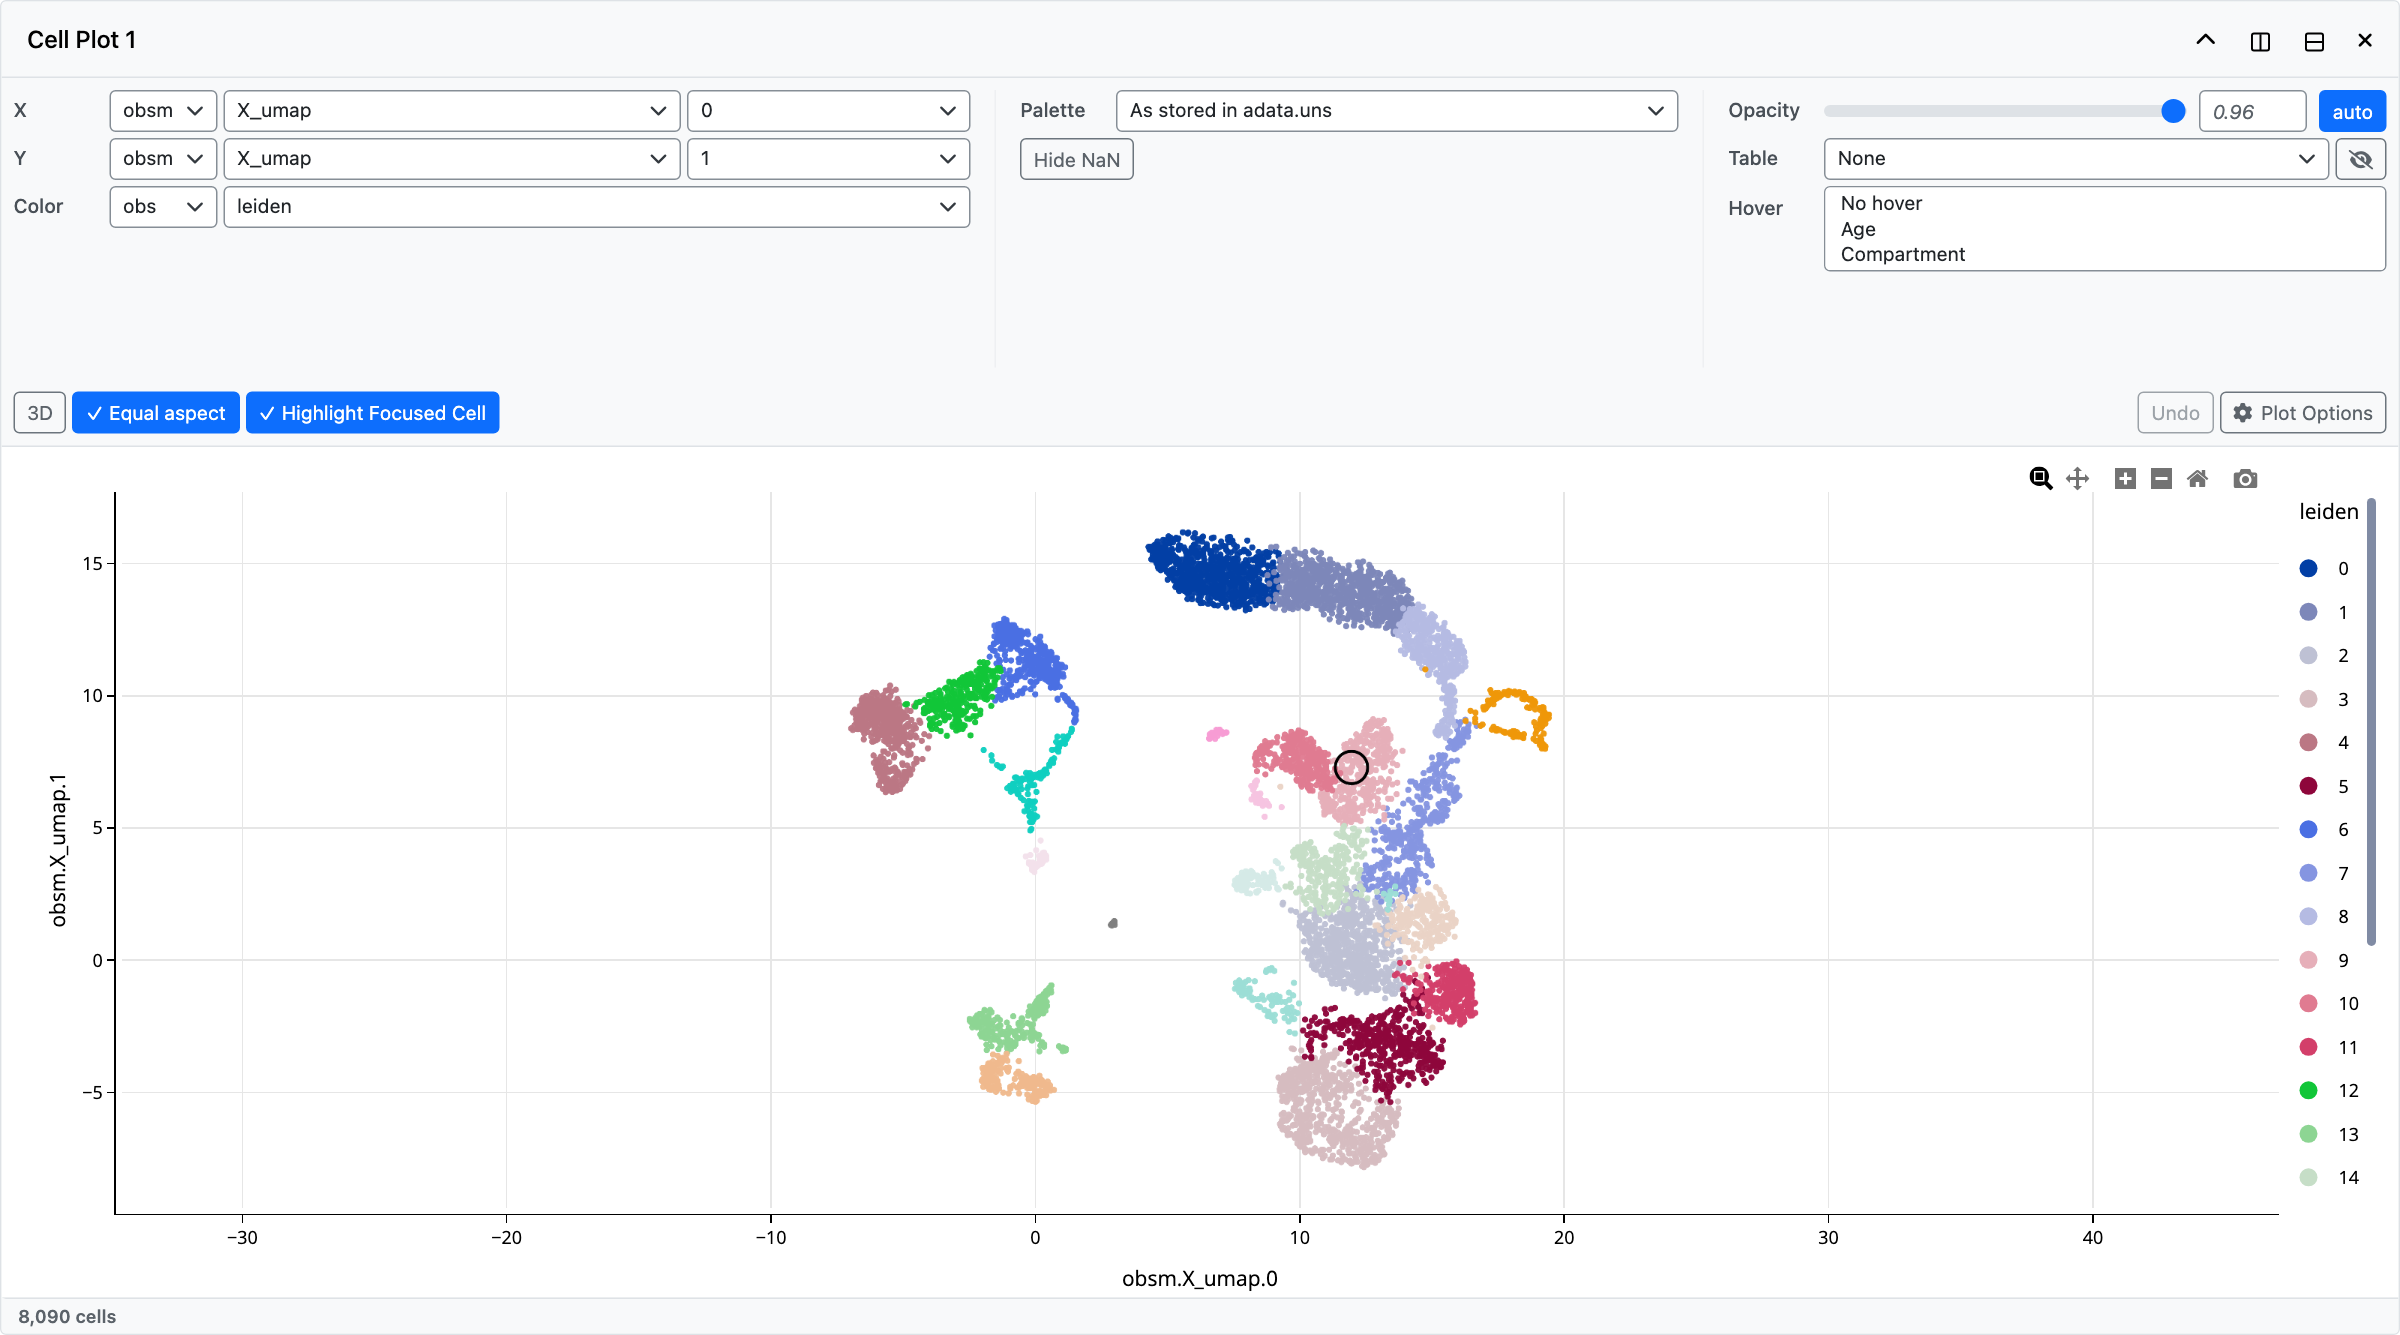 Cell Plot 1
X obsm X_umap 0
Y obsm X_umap 1
Color obs leiden
Palette As stored in adata.uns
Hide NaN
Opacity 0.96 auto
Table None
Hover No hover
Age
Compartment
3D Equal aspect Highlight Focused Cell
Undo Plot Options
leiden
0
1
2
3
4
5
6
7
8
9
10
11
12
13
14
15
10
5
0
−5
obsm.X_umap.1
−30 −20 −10 0 10 20 30 40
obsm.X_umap.0
8,090 cells